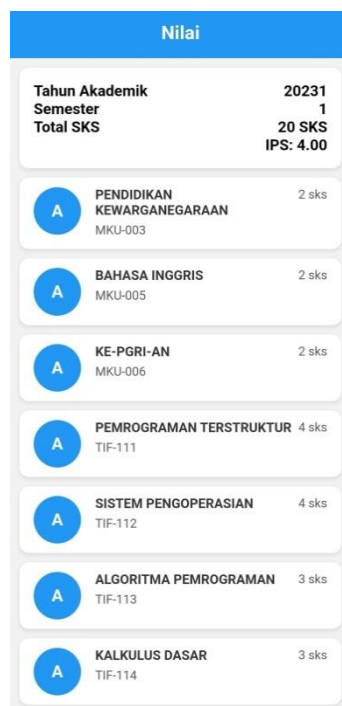 Nilai
Tahun Akademik 20231
Semester 1
Total SKS 20 SKS
IPS: 4.00
A PENDIDIKAN 2 sks
KEWARGANEGARAAN
MKU-003
A BAHASA INGGRIS 2 sks
MKU-005
A KE-PGRI-AN 2 sks
MKU-006
A PEMROGRAMAN TERSTRUKTUR 4 sks
TIF-111
A SISTEM PENGOPERASIAN 4 sks
TIF-112
A ALGORITMA PEMROGRAMAN 3 sks
TIF-113
A KALKULUS DASAR 3 sks
TIF-114